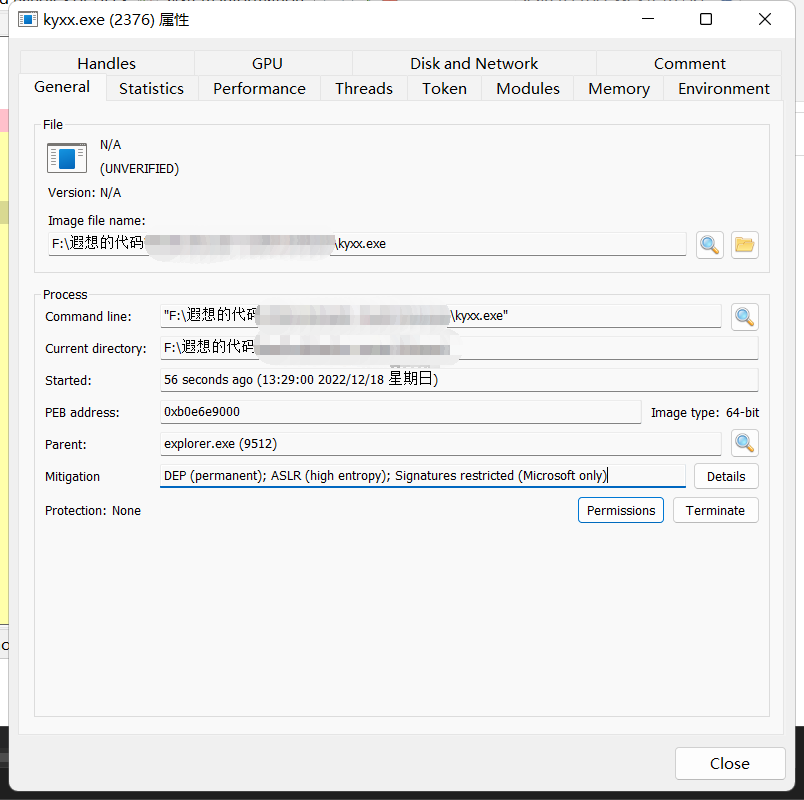 kyxx.exe (2376) 属性
Handles GPU Disk and Network Comment
General Statistics Performance Threads Token Modules Memory Environment
File
N/A
(UNVERIFIED)
Version: N/A
Image file name:
F:\遐想的代码 \kyxx.exe
Process
Command line: "F:\遐想的代码 \kyxx.exe"
Current directory: F:\遐想的代码
Started: 56 seconds ago (13:29:00 2022/12/18 星期日)
PEB address: 0xb0e6e9000 Image type: 64-bit
Parent: explorer.exe (9512)
Mitigation DEP (permanent); ASLR (high entropy); Signatures restricted (Microsoft only) Details
Protection: None Permissions Terminate
Close